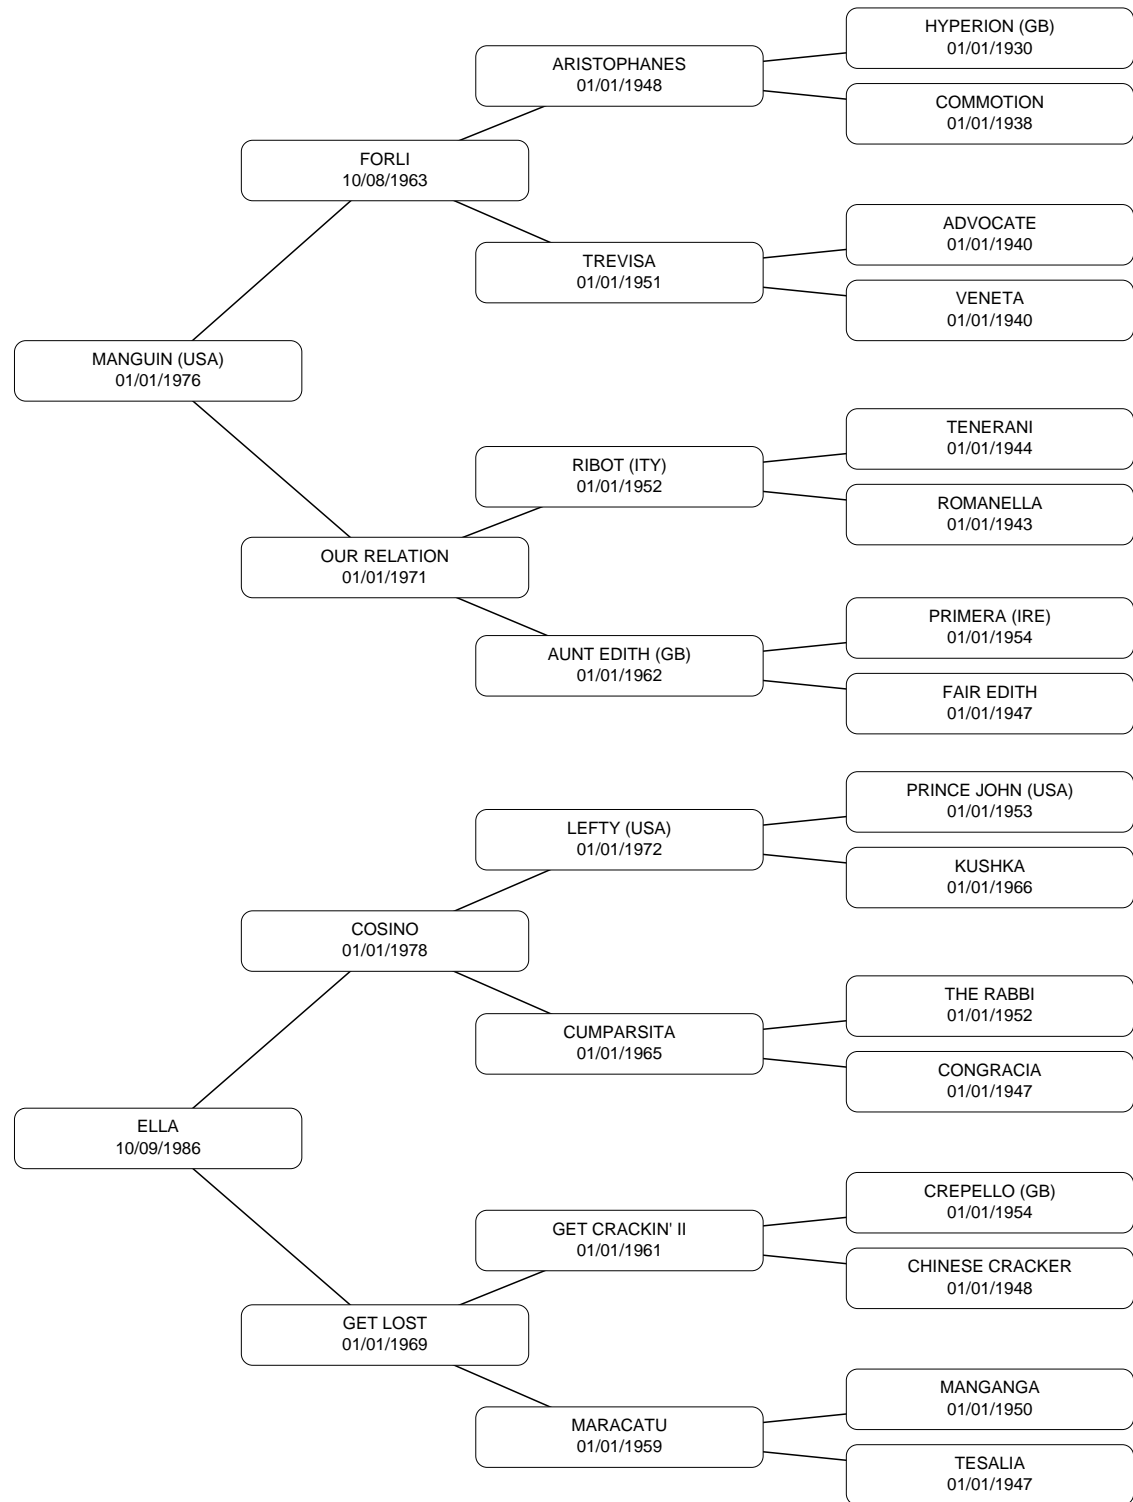 HYPERION (GB)
01/01/1930
ARISTOPHANES
01/01/1948
COMMOTION
01/01/1938
FORLI
10/08/1963
ADVOCATE
01/01/1940
TREVISA
01/01/1951
VENETA
01/01/1940
MANGUIN (USA)
01/01/1976
TENERANI
01/01/1944
RIBOT (ITY)
01/01/1952
ROMANELLA
01/01/1943
OUR RELATION
01/01/1971
PRIMERA (IRE)
01/01/1954
AUNT EDITH (GB)
01/01/1962
FAIR EDITH
01/01/1947
PRINCE JOHN (USA)
01/01/1953
LEFTY (USA)
01/01/1972
KUSHKA
01/01/1966
COSINO
01/01/1978
THE RABBI
01/01/1952
CUMPARSITA
01/01/1965
CONGRACIA
01/01/1947
ELLA
10/09/1986
CREPELLO (GB)
01/01/1954
GET CRACKIN' II
01/01/1961
CHINESE CRACKER
01/01/1948
GET LOST
01/01/1969
MANGANGA
01/01/1950
MARACATU
01/01/1959
TESALIA
01/01/1947